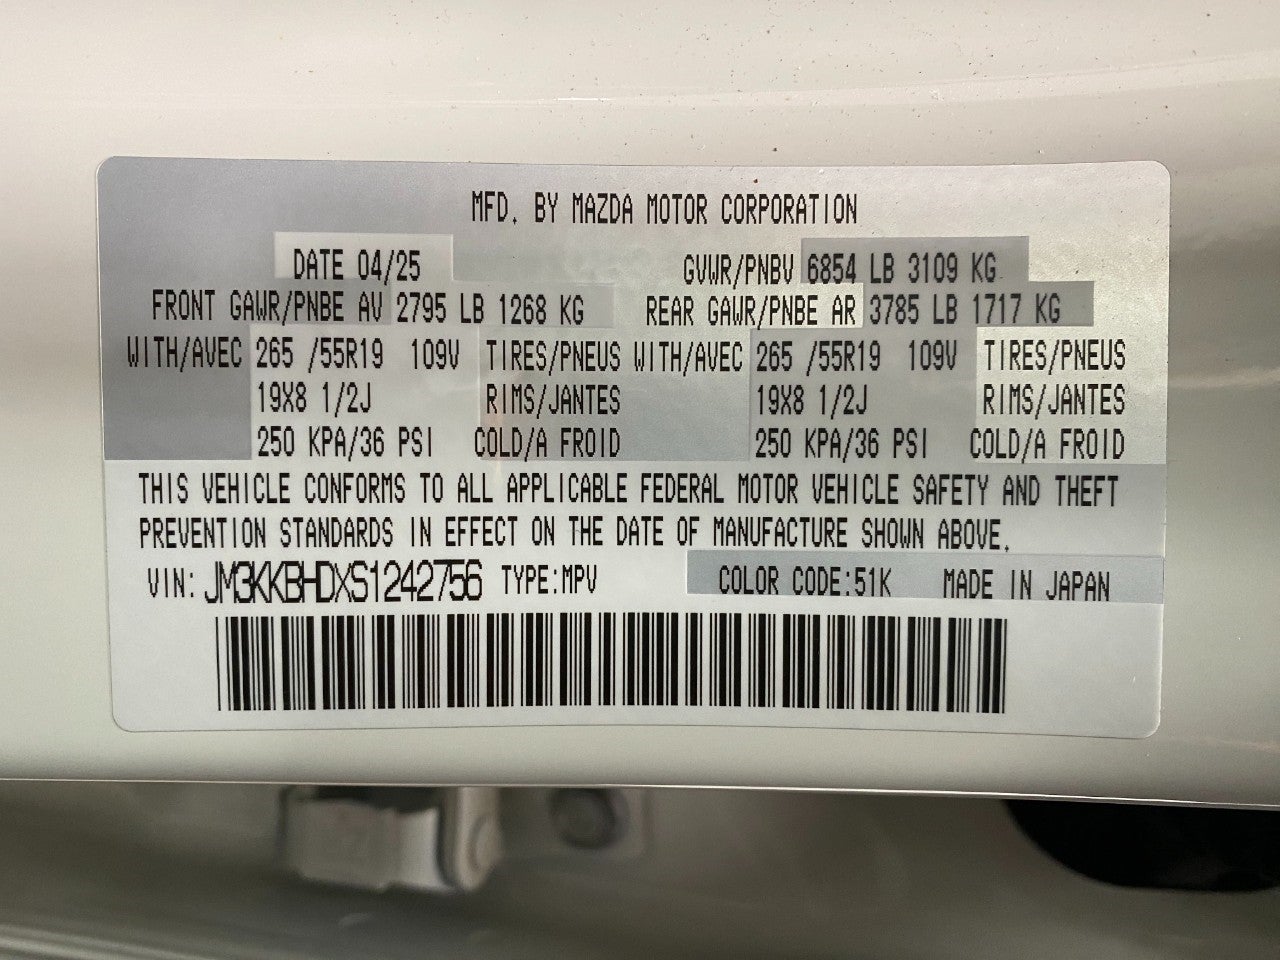 MFD. BY MAZDA MOTOR CORPORATION
DATE 04/25 GVWR/PNBV 6854 LB 3109 KG
FRONT GAWR/PNBE AV 2795 LB 1268 KG REAR GAWR/PNBE AR 3785 LB 1717 KG
WITH/AVEC 265 /55R19 109V TIRES/PNEUS WITH/AVEC 265 /55R19 109V TIRES/PNEUS
19X8 1/2J RIMS/JANTES 19X8 1/2J RIMS/JANTES
250 KPA/36 PSI COLD/A FROID 250 KPA/36 PSI COLD/A FROID
THIS VEHICLE CONFORMS TO ALL APPLICABLE FEDERAL MOTOR VEHICLE SAFETY AND THEFT
PREVENTION STANDARDS IN EFFECT ON THE DATE OF MANUFACTURE SHOWN ABOVE.
VIN: JM3KKBHDXS1242756 TYPE:MPV COLOR CODE:51K MADE IN JAPAN